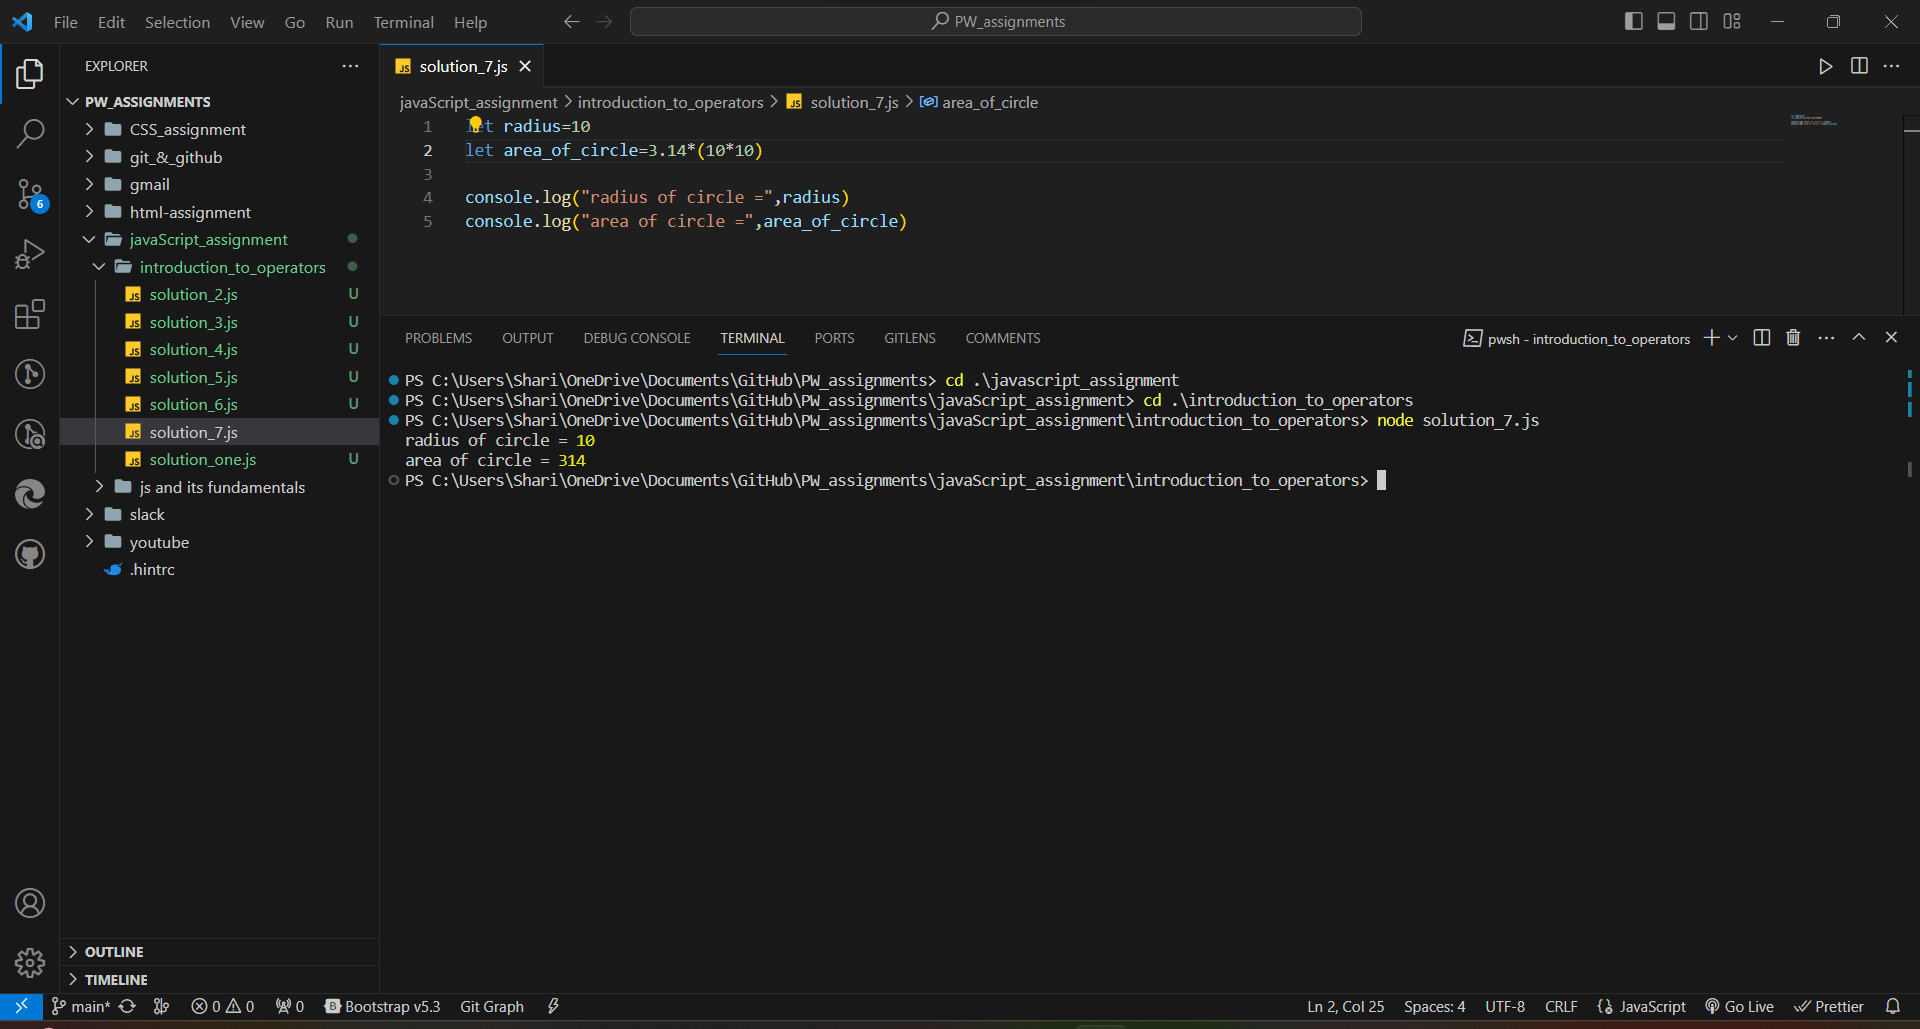 File Edit Selection View Go Run Terminal Help
PW_assignments
EXPLORER
PW_ASSIGNMENTS
CSS_assignment
git_&_github
gmail
html-assignment
javaScript_assignment
introduction_to_operators
solution_2.js U
solution_3.js U
solution_4.js U
solution_5.js U
solution_6.js U
solution_7.js
solution_one.js U
js and its fundamentals
slack
youtube
.hintrc
OUTLINE
TIMELINE
JS solution_7.js
javaScript_assignment > introduction_to_operators > JS solution_7.js > area_of_circle
1 let radius=10
2 let area_of_circle=3.14*(10*10)
3
4 console.log("radius of circle =",radius)
5 console.log("area of circle =",area_of_circle)
PROBLEMS OUTPUT DEBUG CONSOLE TERMINAL PORTS GITLENS COMMENTS
pwsh - introduction_to_operators
PS C:\Users\Shari\OneDrive\Documents\GitHub\PW_assignments> cd .\javascript_assignment
PS C:\Users\Shari\OneDrive\Documents\GitHub\PW_assignments\javaScript_assignment> cd .\introduction_to_operators
PS C:\Users\Shari\OneDrive\Documents\GitHub\PW_assignments\javaScript_assignment\introduction_to_operators> node solution_7.js
radius of circle = 10
area of circle = 314
PS C:\Users\Shari\OneDrive\Documents\GitHub\PW_assignments\javaScript_assignment\introduction_to_operators>
6
main* 0 0 0 B Bootstrap v5.3 Git Graph
Ln 2, Col 25 Spaces: 4 UTF-8 CRLF {} JavaScript Go Live Prettier